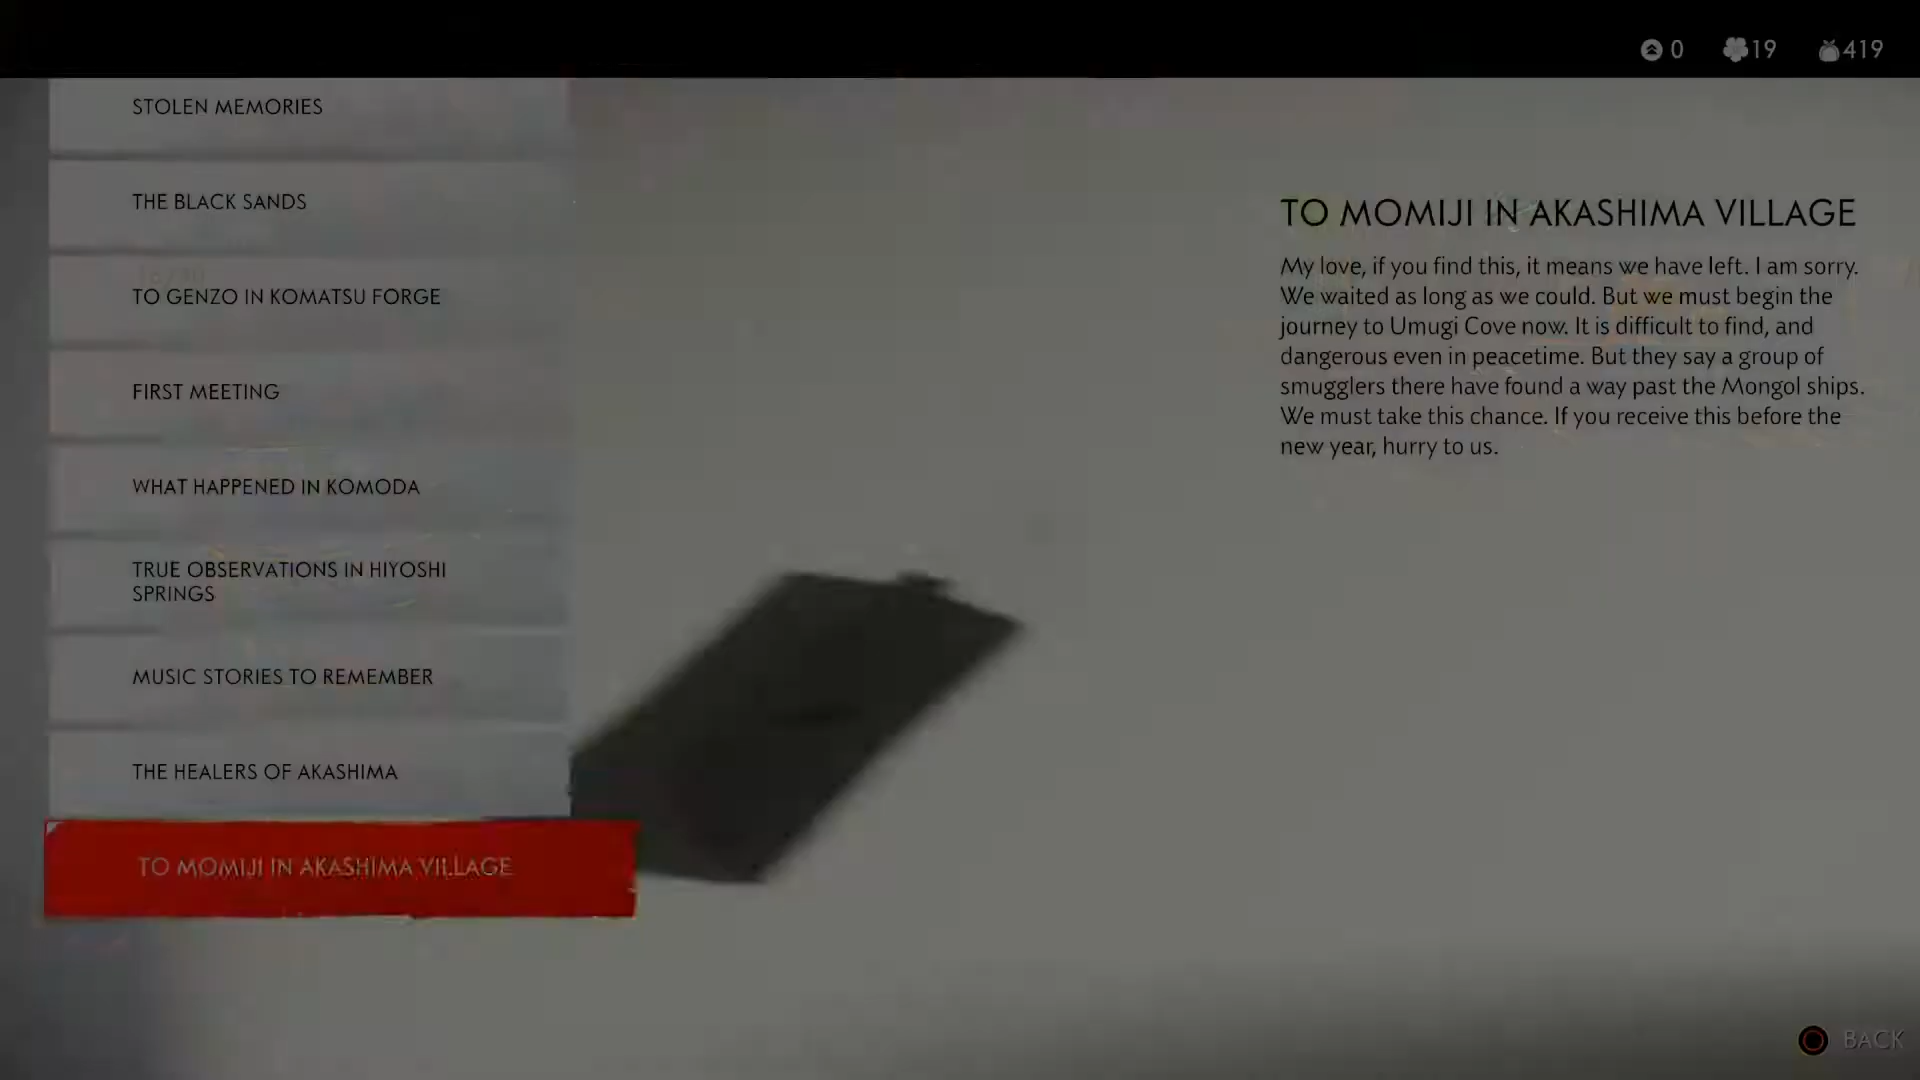 0 19 419
STOLEN MEMORIES
THE BLACK SANDS
TO GENZO IN KOMATSU FORGE
FIRST MEETING
WHAT HAPPENED IN KOMODA
TRUE OBSERVATIONS IN HIYOSHI
SPRINGS
MUSIC STORIES TO REMEMBER
THE HEALERS OF AKASHIMA
TO MOMIJI IN AKASHIMA VILLAGE
TO MOMIJI IN AKASHIMA VILLAGE
My love, if you find this, it means we have left. I am sorry.
We waited as long as we could. But we must begin the
journey to Umugi Cove now. It is difficult to find, and
dangerous even in peacetime. But they say a group of
smugglers there have found a way past the Mongol ships.
We must take this chance. If you receive this before the
new year, hurry to us.
BACK